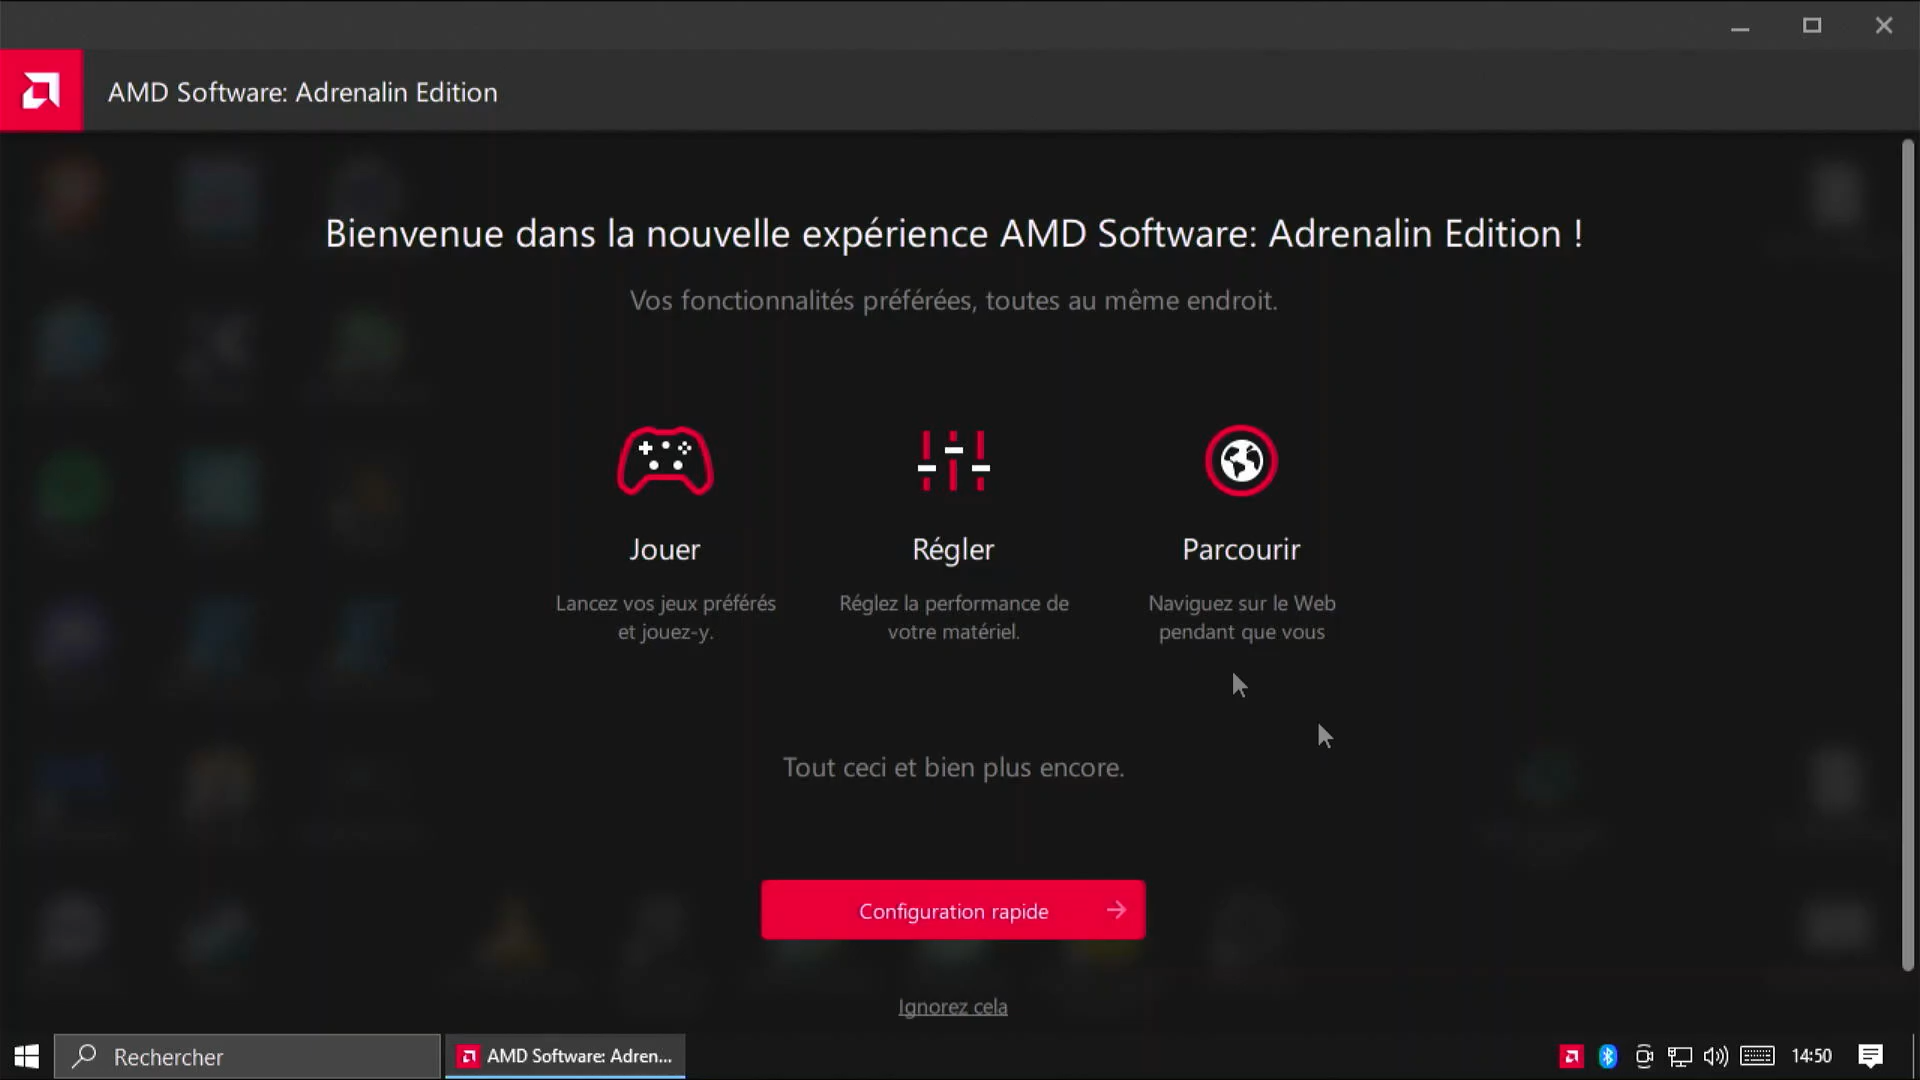 AMD Software: Adrenalin Edition
Bienvenue dans la nouvelle expérience AMD Software: Adrenalin Edition !
Vos fonctionnalités préférées, toutes au même endroit.
Jouer
Lancez vos jeux préférés
et jouez-y.
Régler
Réglez la performance de
votre matériel.
Parcourir
Naviguez sur le Web
pendant que vous
Tout ceci et bien plus encore.
Configuration rapide
Ignorez cela
Rechercher
AMD Software: Adren...
14:50